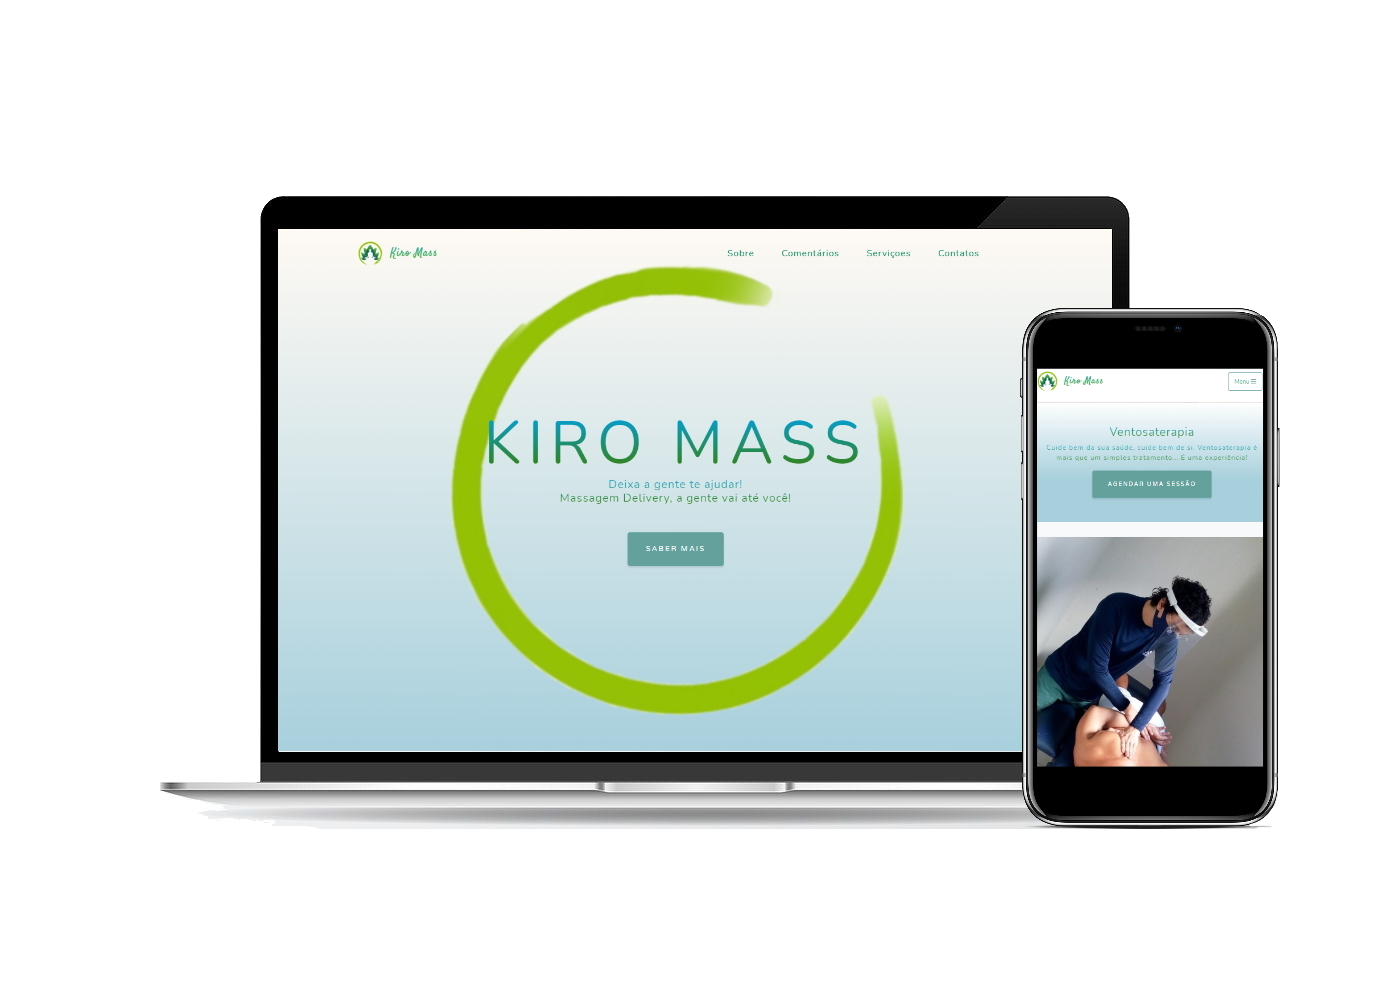 Kiro Mass
Sobre Comentários Serviçoes Contatos
KIRO MASS
Deixa a gente te ajudar!
Massagem Delivery, a gente vai até você!
SABER MAIS
Kiro Mass
Menu
Ventosaterapia
Cuide bem da sua saúde, cuide bem de si. Ventosaterapia é
mais que um simples tratamento... É uma experiência!
AGENDAR UMA SESSÃO